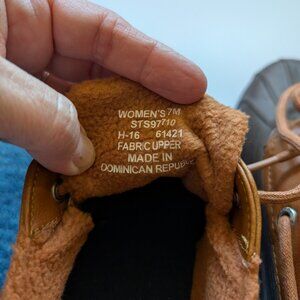 WOMEN'S 7M
STS97710
H-16 61421
FABRIC UPPER
MADE IN
DOMINICAN REPUBLIC